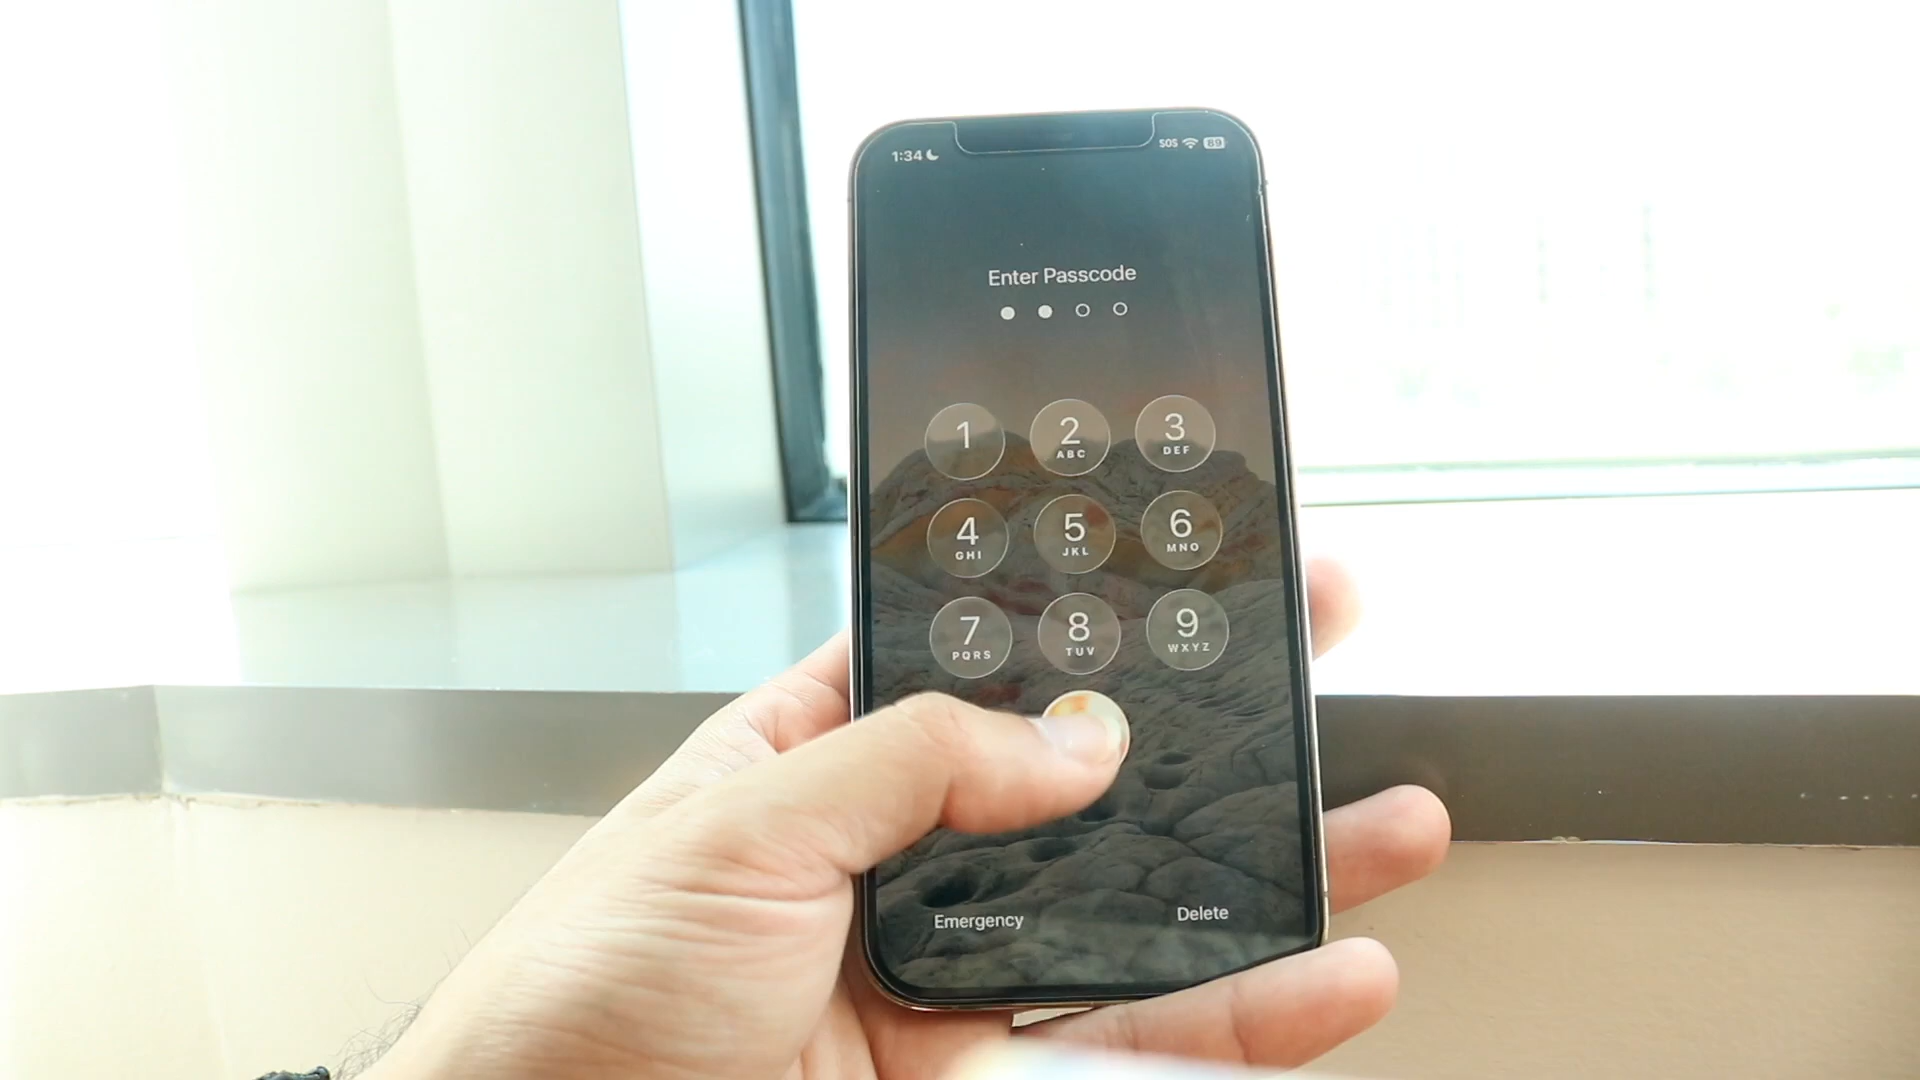 1:34 SOS 89
Enter Passcode
1 2 3
ABC DEF
4 5 6
GHI JKL MNO
7 8 9
PQRS TUV WXYZ
Emergency Delete